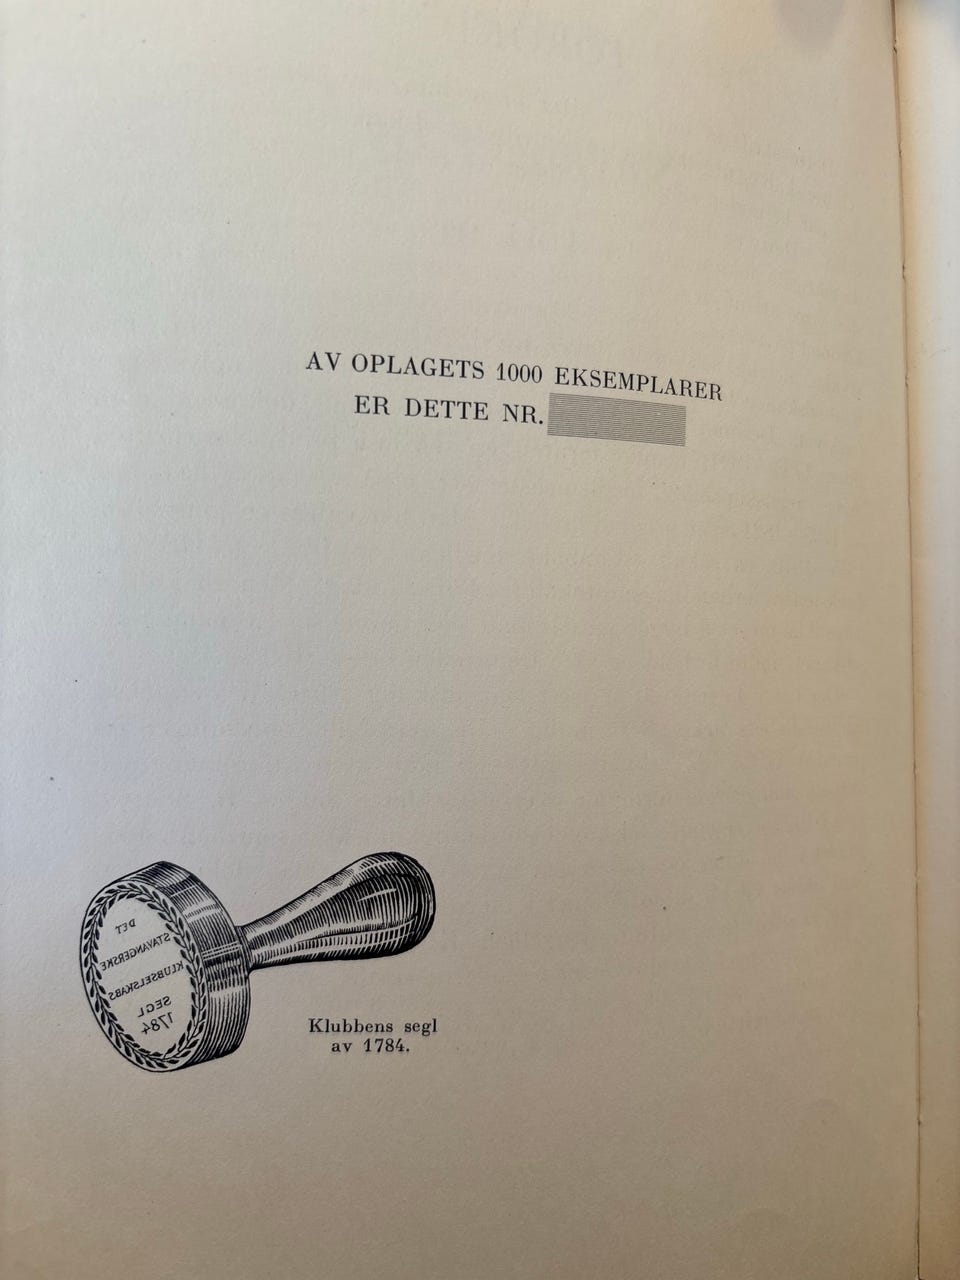 AV OPLAGETS 1000 EKSEMPLARER
ER DETTE NR.
DET
STAVANGERSKE
KLUBSELSKABS
SEGL
1784
Klubbens segl
av 1784.